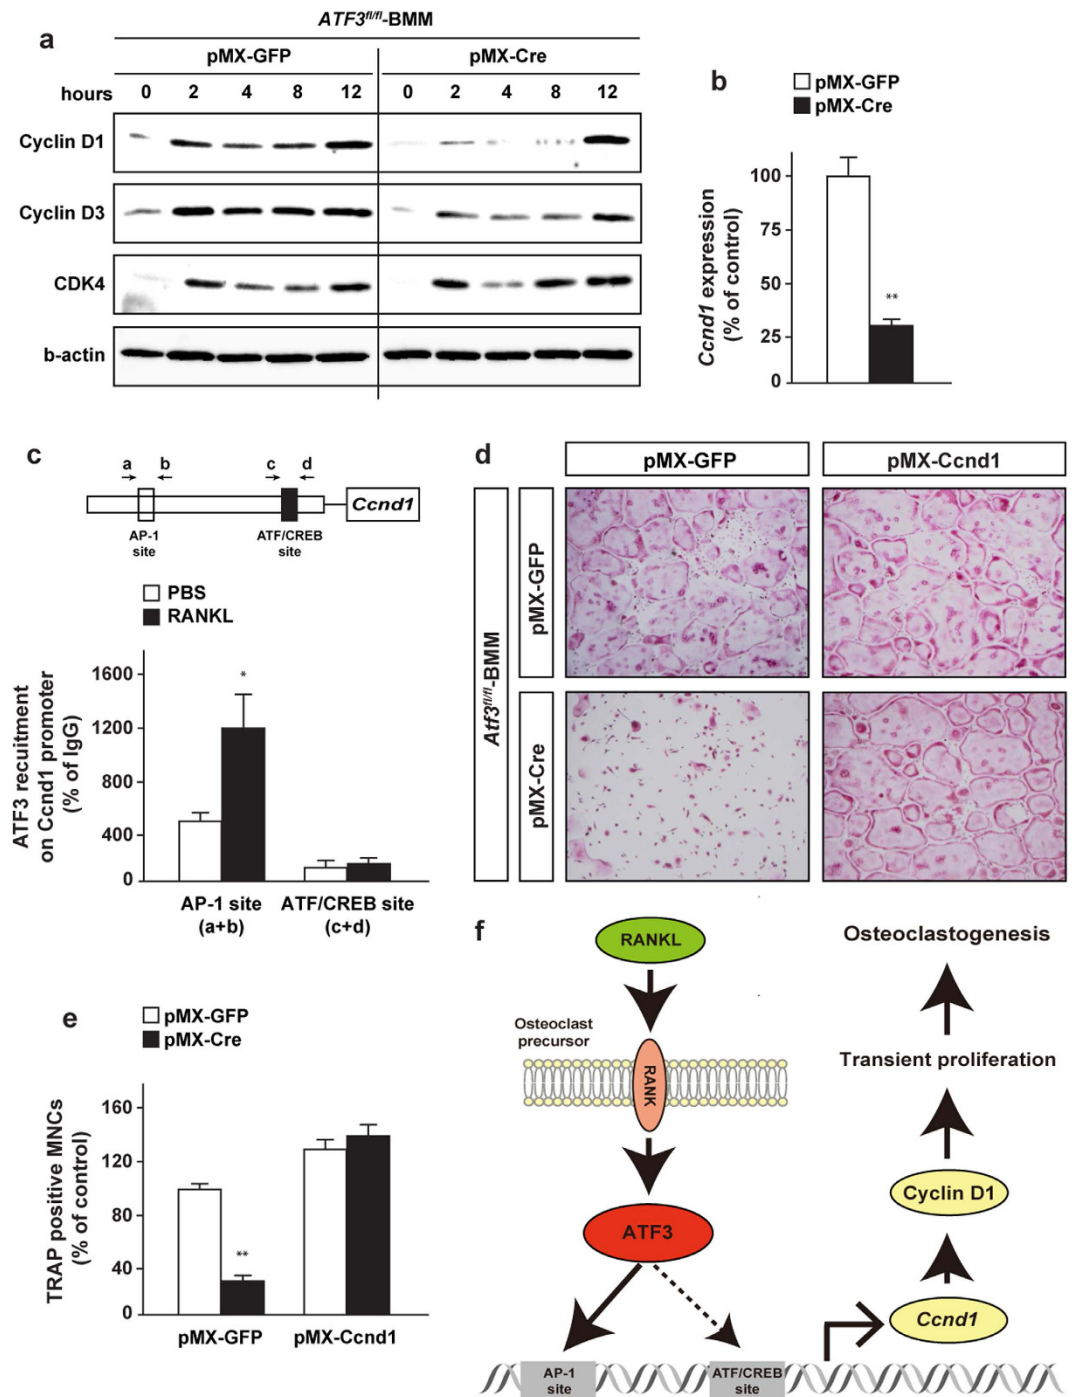 a
ATF3fl/fl-BMM
pMX-GFP
pMX-Cre
hours 0 2 4 8 12 0 2 4 8 12
Cyclin D1
Cyclin D3
CDK4
b-actin
b
pMX-GFP
pMX-Cre
Ccnd1 expression
(% of control)
100
75
50
25
0
**
c
a b c d
Ccnd1
AP-1
site
ATF/CREB
site
PBS
RANKL
ATF3 recuitment
on Ccnd1 promoter
(% of IgG)
1600
1200
800
400
0
*
AP-1 site
(a+b)
ATF/CREB site
(c+d)
d
pMX-GFP
pMX-Ccnd1
Atf3fl/fl-BMM
pMX-GFP
pMX-Cre
e
pMX-GFP
pMX-Cre
TRAP positive MNCs
(% of control)
160
120
80
40
0
**
pMX-GFP
pMX-Ccnd1
f
RANKL
Osteoclast
precursor
RANK
ATF3
AP-1
site
ATF/CREB
site
Osteoclastogenesis
Transient proliferation
Cyclin D1
Ccnd1